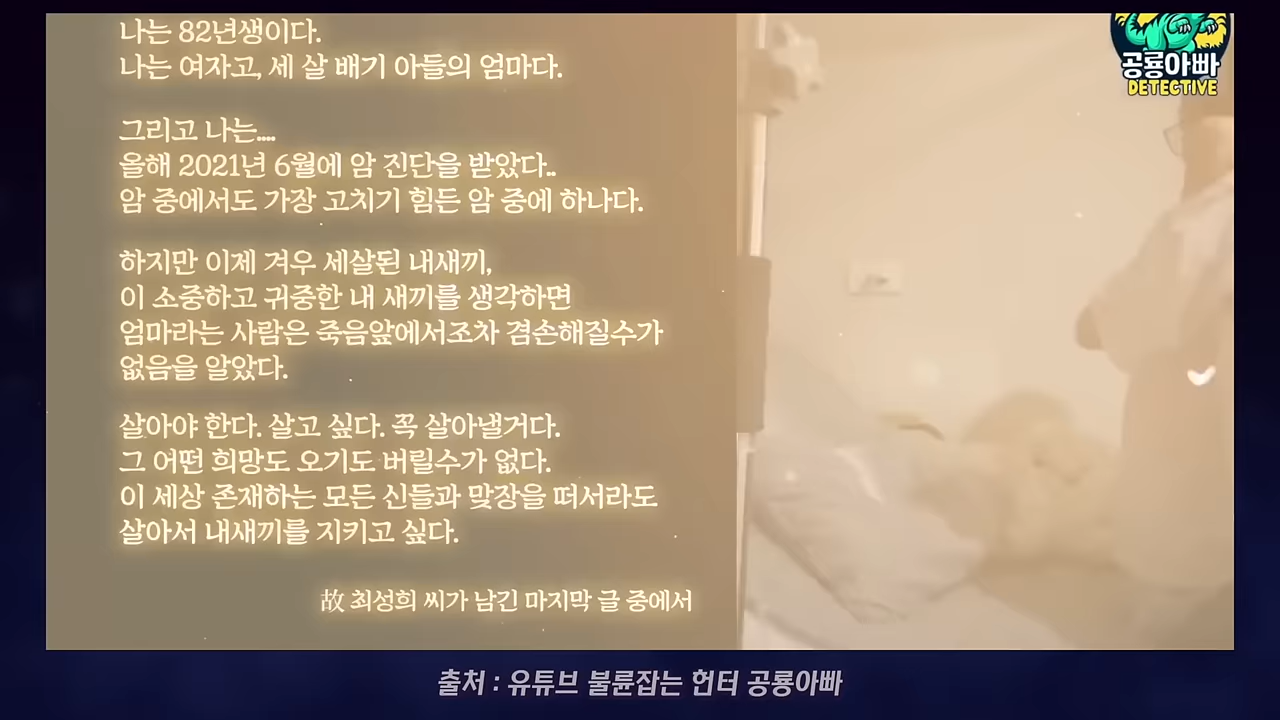 나는 82년생이다.
나는 여자고, 세 살 배기 아들의 엄마다.
그리고 나는....
올해 2021년 6월에 암 진단을 받았다..
암 중에서도 가장 고치기 힘든 암 중에 하나다.
하지만 이제 겨우 세살된 내새끼,
이 소중하고 귀중한 내 새끼를 생각하면
엄마라는 사람은 죽음앞에서조차 겸손해질수가
없음을 알았다.
살아야 한다. 살고 싶다. 꼭 살아낼거다.
그 어떤 희망도 오기도 버릴수가 없다.
이 세상 존재하는 모든 신들과 맞장을 떠서라도
살아서 내새끼를 지키고 싶다.
故 최성희 씨가 남긴 마지막 글 중에서
공룡아빠
DETECTIVE
출처 : 유튜브 불륜잡는 헌터 공룡아빠